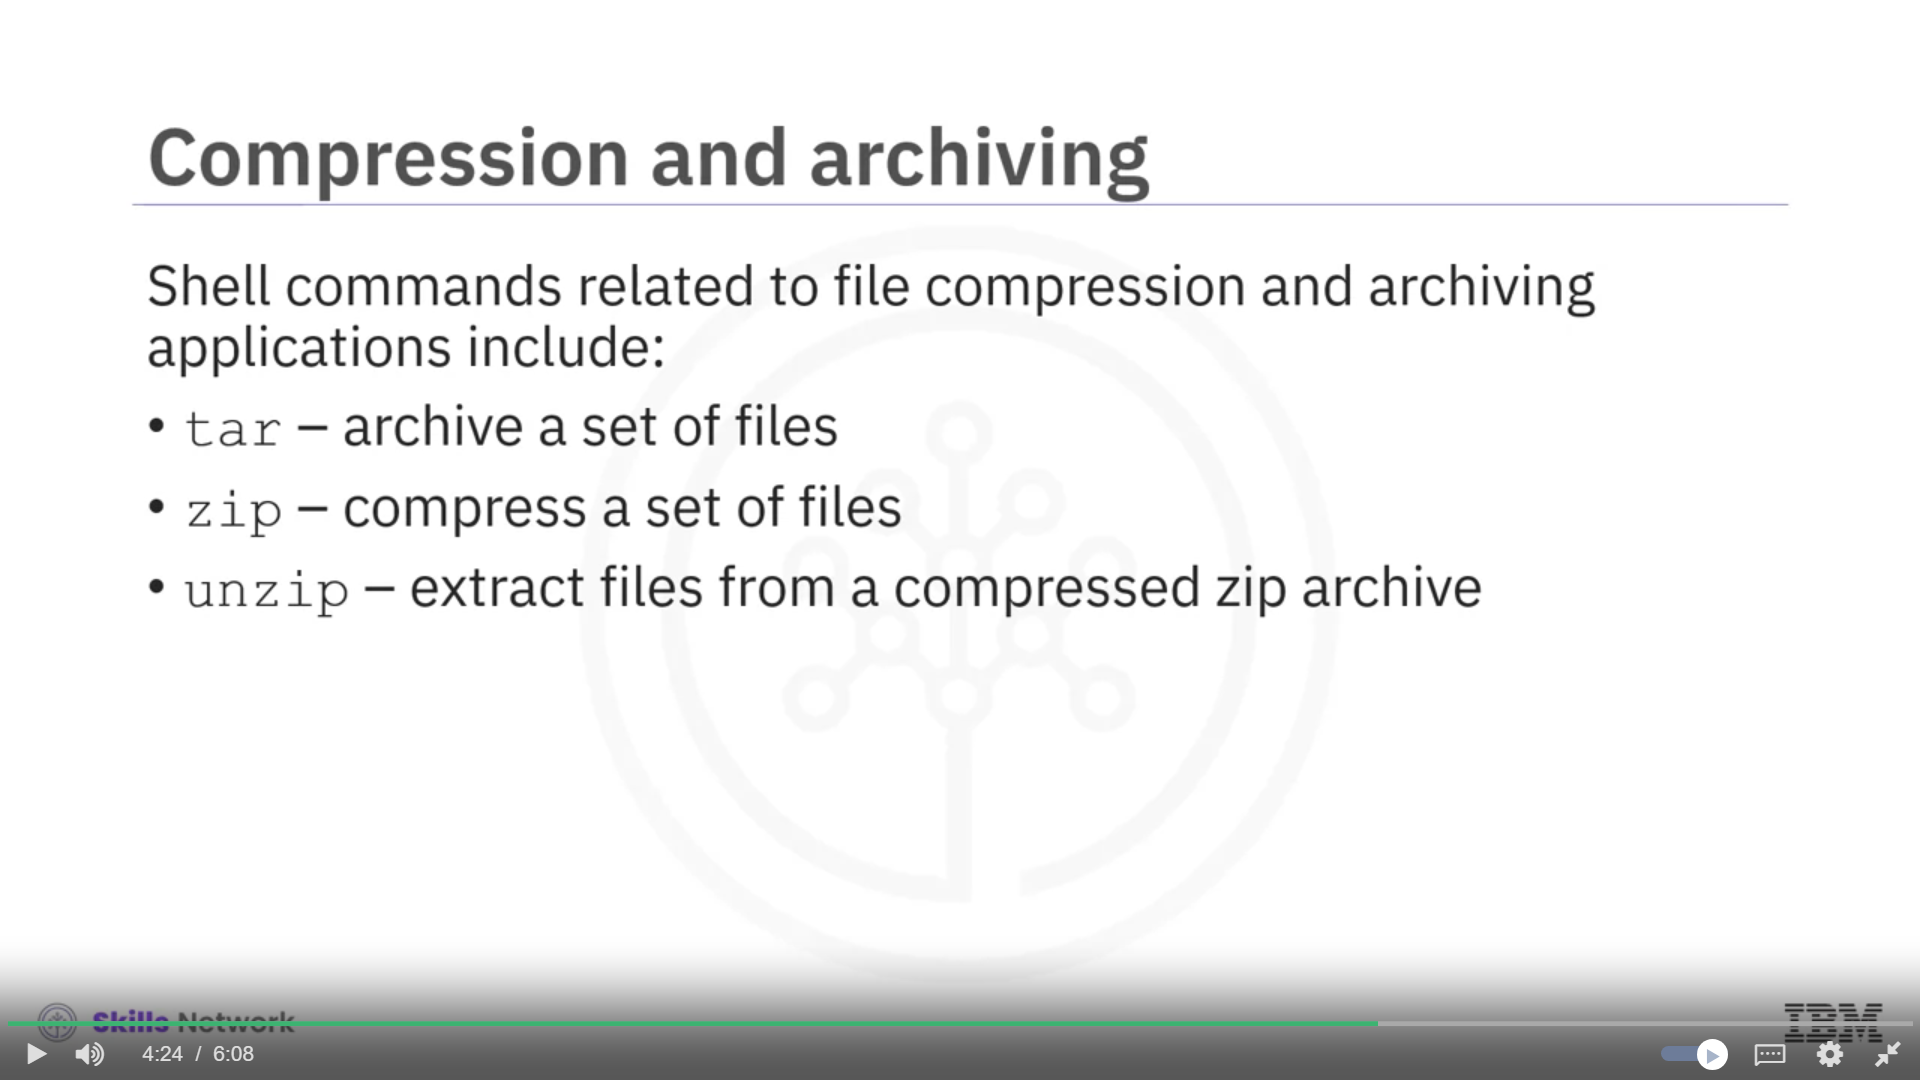 Compression and archiving
Shell commands related to file compression and archiving
applications include:
• tar – archive a set of files
• zip – compress a set of files
• unzip – extract files from a compressed zip archive
Skills Network
IBM
4:24 / 6:08